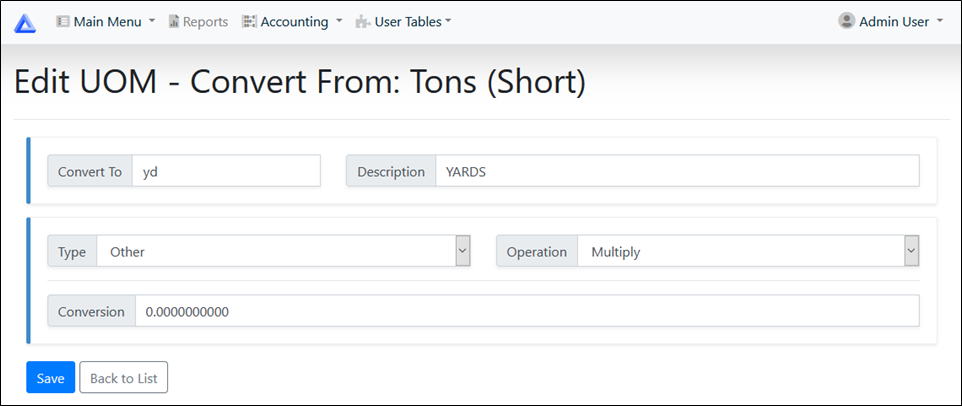 Main Menu Reports Accounting User Tables Admin User
Edit UOM - Convert From: Tons (Short)
Convert To yd Description YARDS
Type Other Operation Multiply
Conversion 0.0000000000
Save Back to List